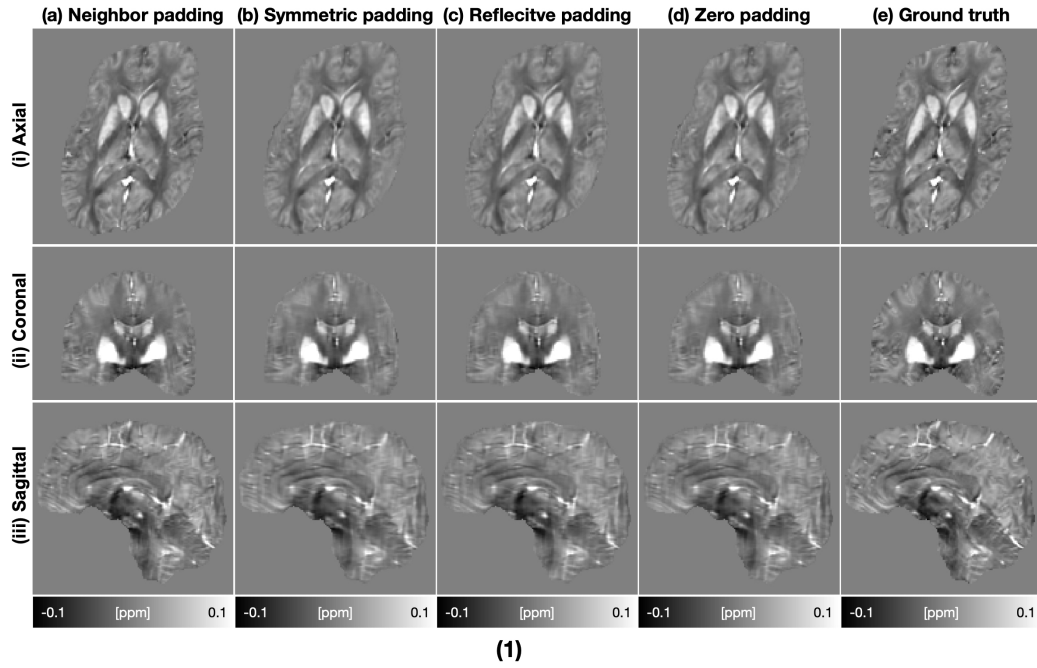 (a) Neighbor padding (b) Symmetric padding (c) Reflecitve padding (d) Zero padding (e) Ground truth
(i) Axial
(ii) Coronal
(iii) Sagittal
-0.1 [ppm] 0.1 -0.1 [ppm] 0.1 -0.1 [ppm] 0.1 -0.1 [ppm] 0.1 -0.1 [ppm] 0.1
(1)